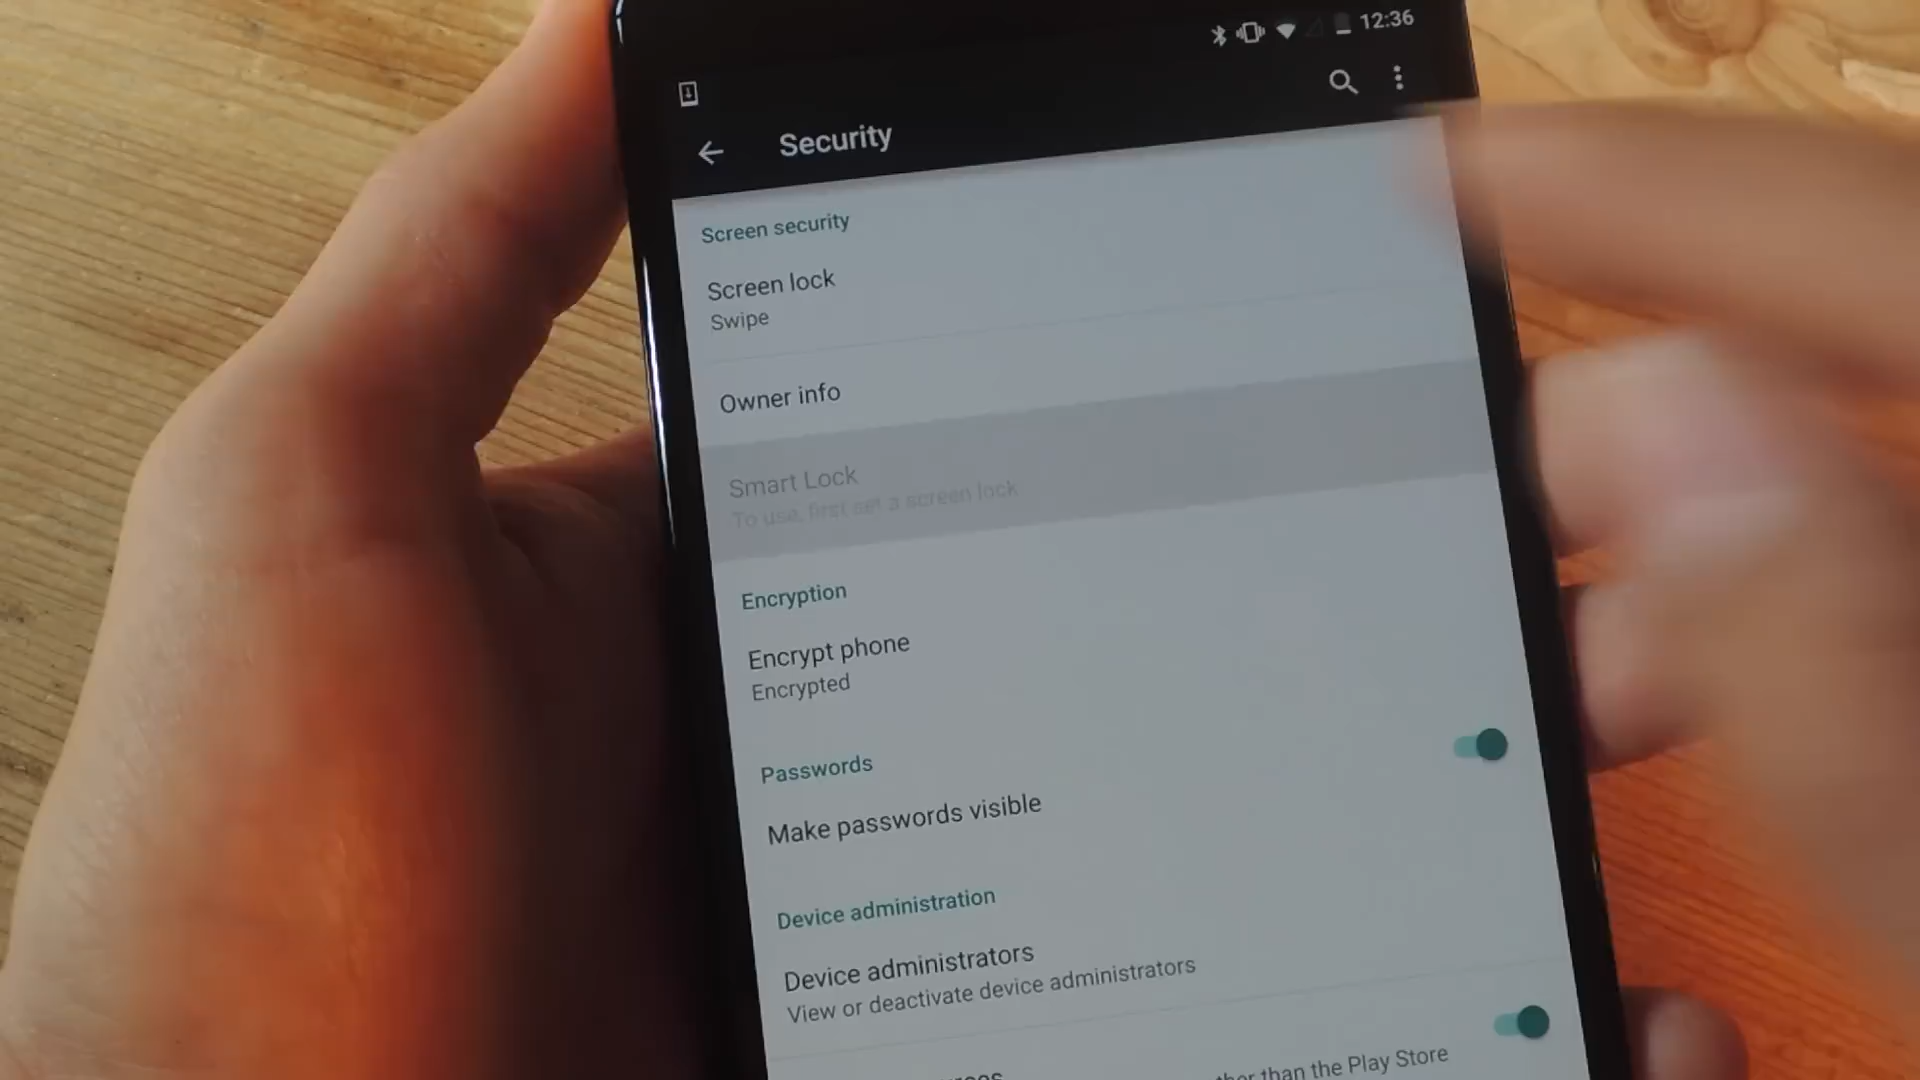 12:36
Security
Screen security
Screen lock
Swipe
Owner info
Smart Lock
To use, first set a screen lock
Encryption
Encrypt phone
Encrypted
Passwords
Make passwords visible
Device administration
Device administrators
View or deactivate device administrators
than the Play Store